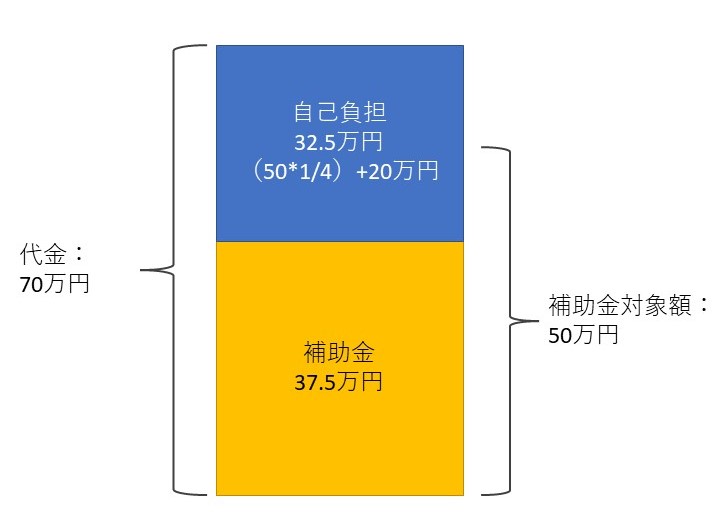 自己負担
32.5万円
（50*1/4）+20万円
代金：
70万円
補助金対象額：
50万円
補助金
37.5万円